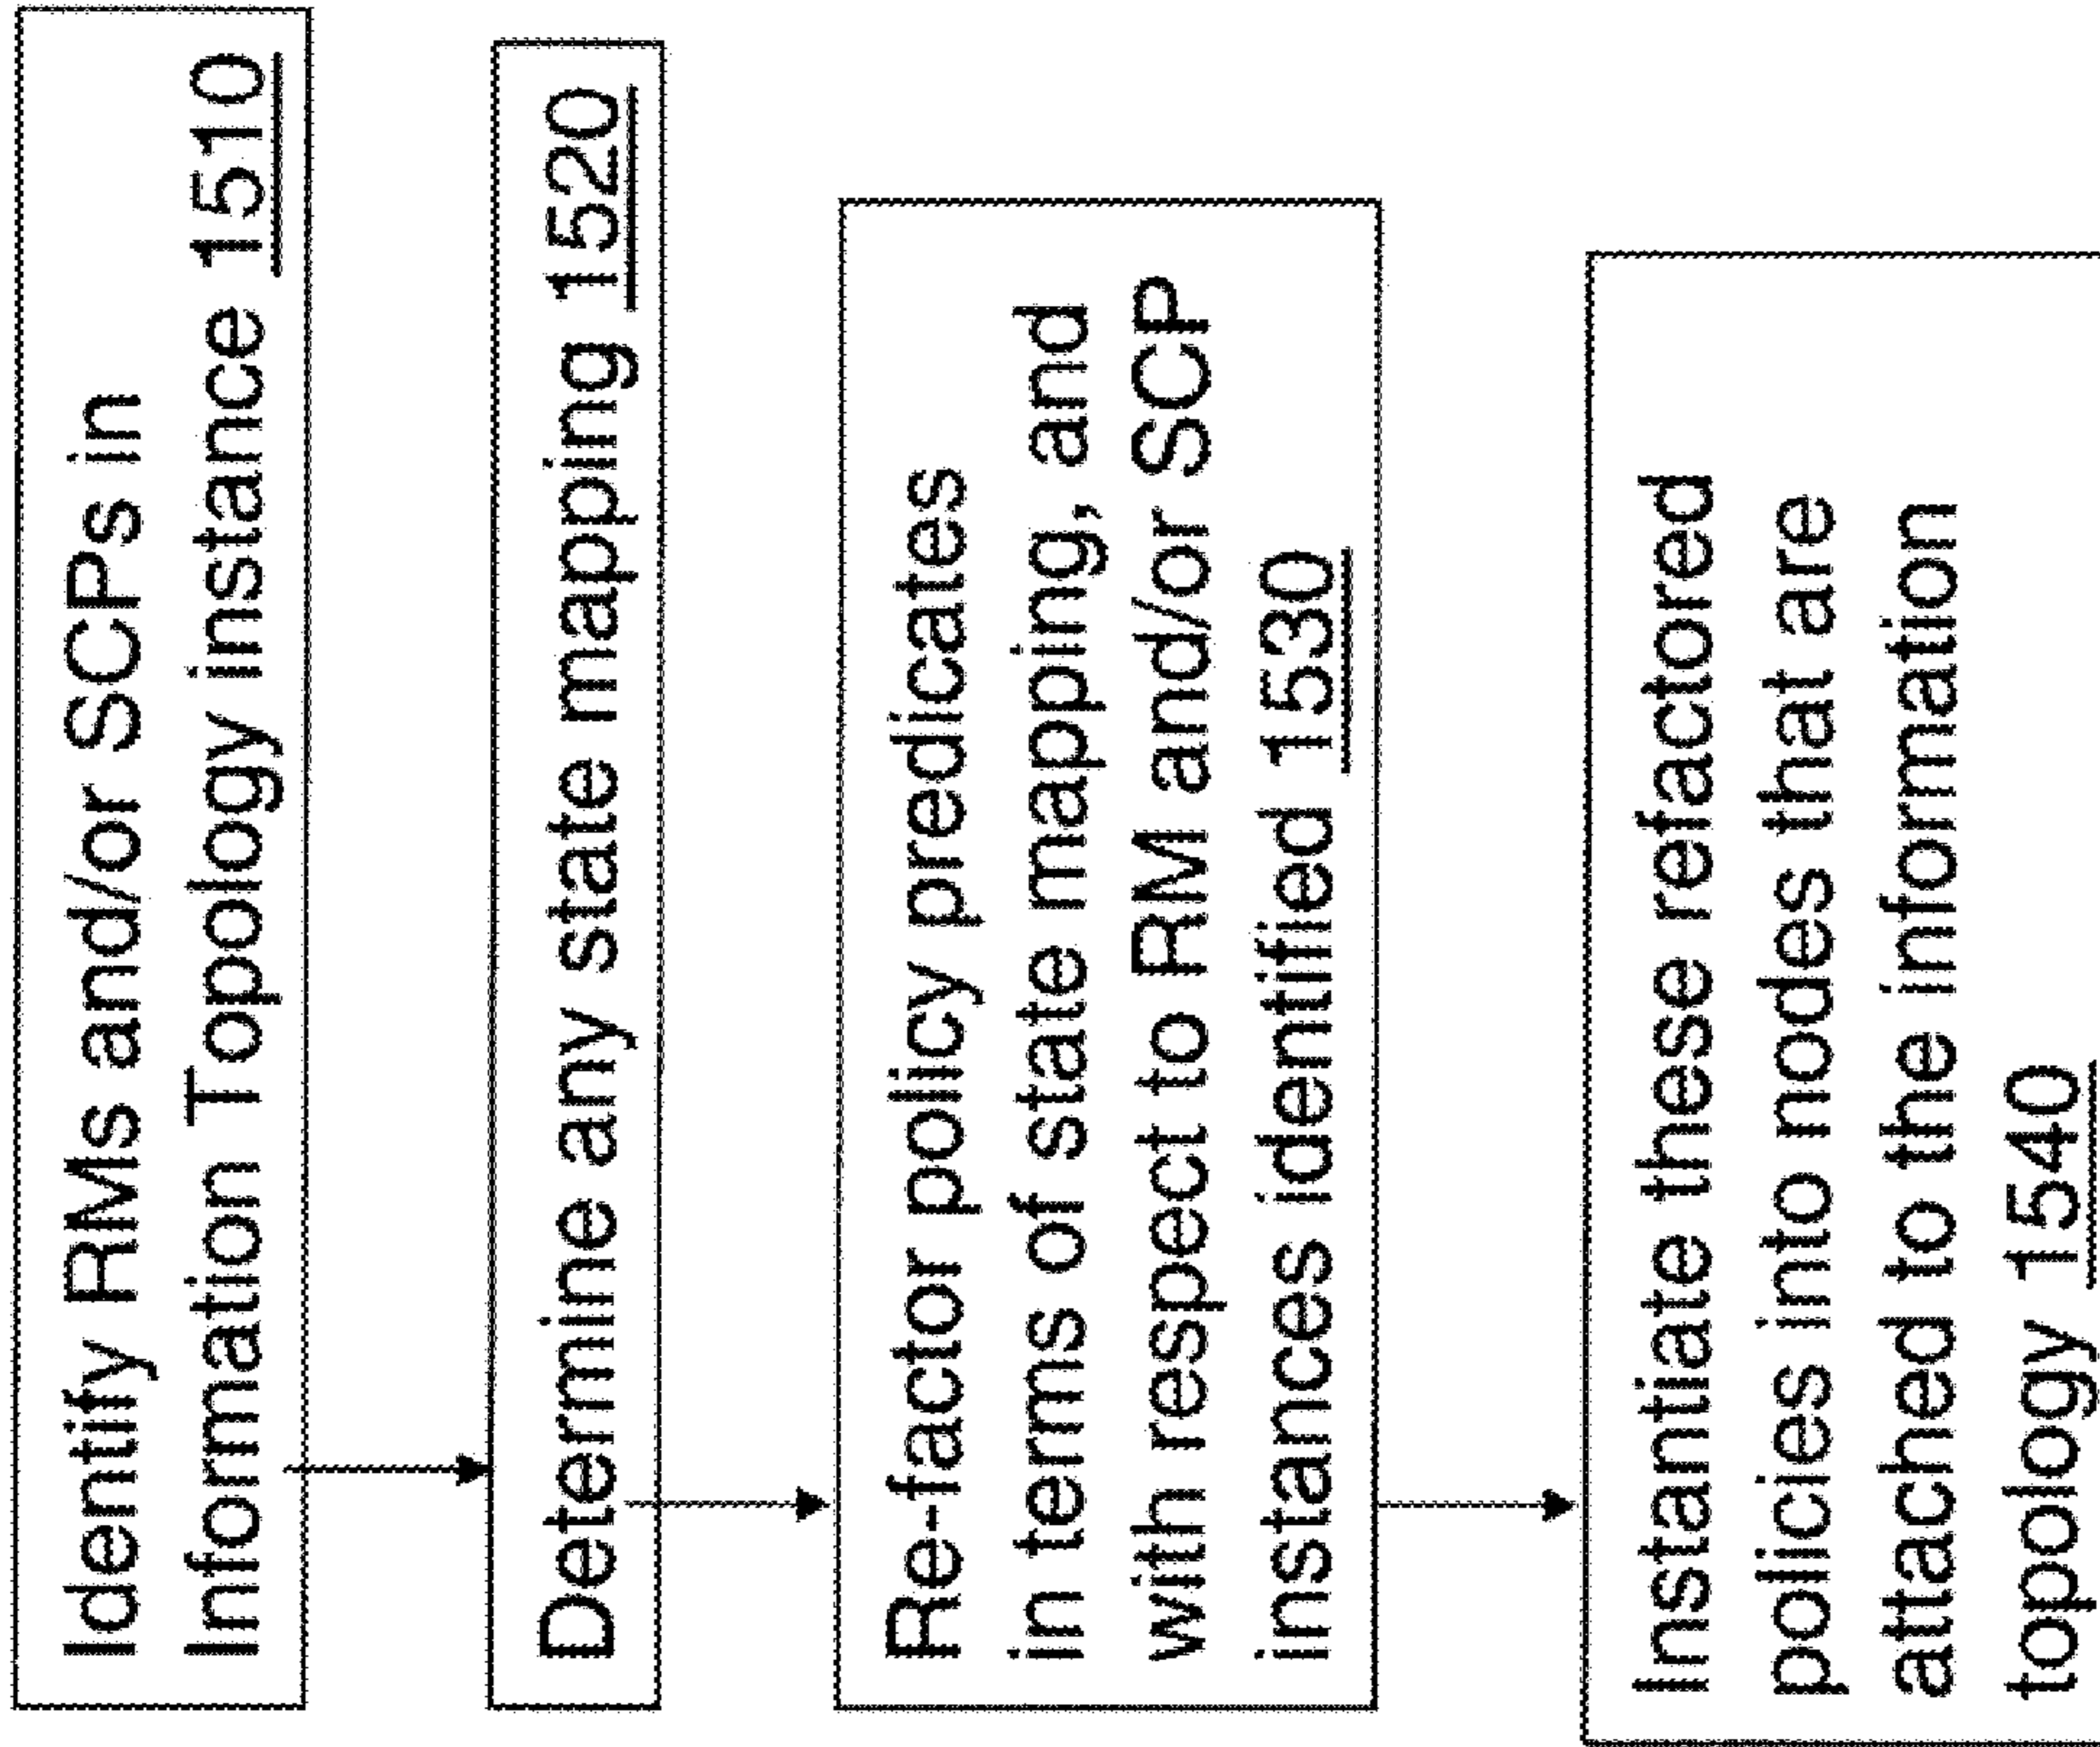 Identify RMs and/or SCPs in
Information Topology instance 1510
Determine any state mapping 1520
Re-factor policy predicates
in terms of state mapping, and
with respect to RM and/or SCP
instances identified 1530
Instantiate these refactored
policies into nodes that are
attached to the information
topology 1540